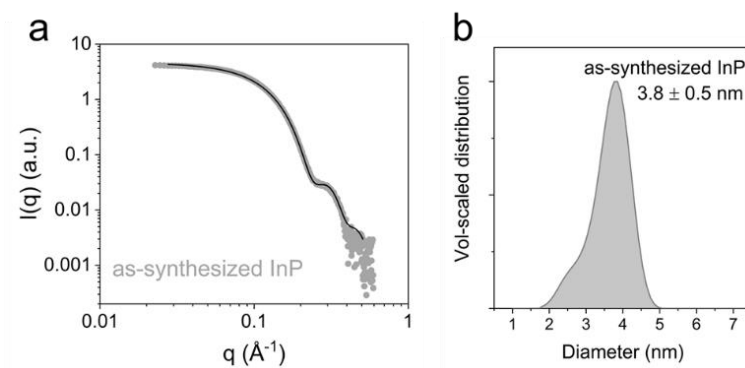 a
I(q) (a.u.)
10
1
0.1
0.01
0.001
as-synthesized InP
0.01
0.1
1
q (Å⁻¹)
b
as-synthesized InP
3.8 ± 0.5 nm
Vol-scaled distribution
1 2 3 4 5 6 7
Diameter (nm)